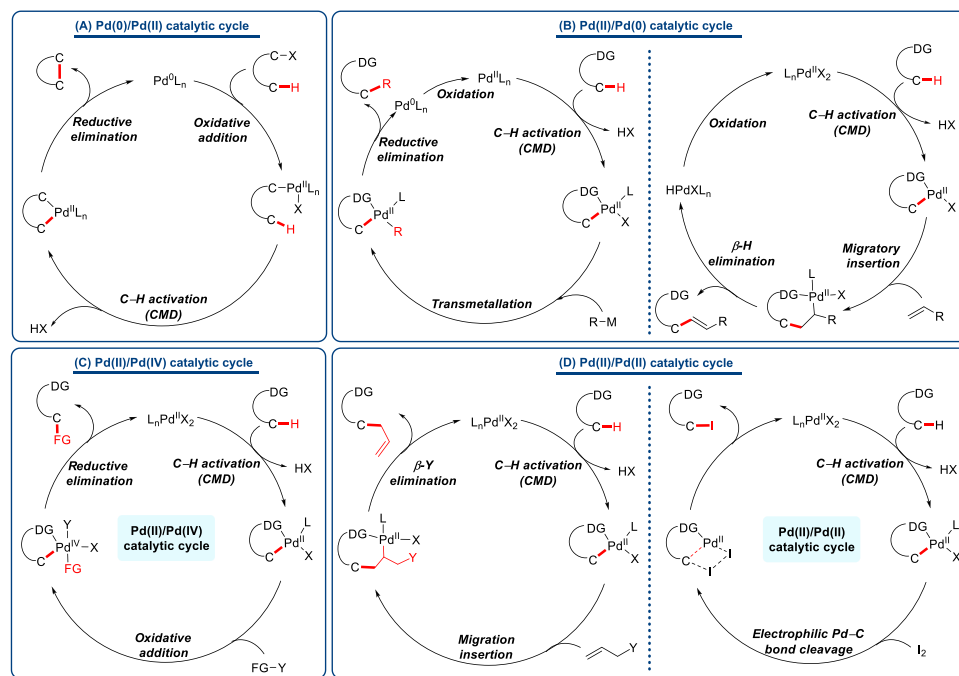 (A) Pd(0)/Pd(II) catalytic cycle
C
C
Pd⁰Lₙ
C–X
C–H
Reductive
elimination
Oxidative
addition
C
PdᴵᴵLₙ
C
C–PdᴵᴵLₙ
X
C
H
C–H activation
(CMD)
HX
(B) Pd(II)/Pd(0) catalytic cycle
DG
C
R
Pd⁰Lₙ
Oxidation
PdᴵᴵLₙ
DG
C–H
Reductive
elimination
C–H activation
(CMD)
HX
DG
L
Pdᴵᴵ
C
R
DG
L
Pdᴵᴵ
C
X
Transmetallation
R–M
LₙPdᴵᴵX₂
DG
C–H
Oxidation
C–H activation
(CMD)
HX
HPdXLₙ
DG
Pdᴵᴵ
C
X
β-H
elimination
Migratory
insertion
L
DG
Pdᴵᴵ–X
C
R
DG
C
R
R
(C) Pd(II)/Pd(IV) catalytic cycle
DG
C
FG
LₙPdᴵᴵX₂
DG
C–H
Reductive
elimination
C–H activation
(CMD)
HX
Y
DG
Pdᴵⱽ–X
C
FG
Pd(II)/Pd(IV)
catalytic cycle
DG
L
Pdᴵᴵ
C
X
Oxidative
addition
FG–Y
(D) Pd(II)/Pd(II) catalytic cycle
DG
C
LₙPdᴵᴵX₂
DG
C–H
β-Y
elimination
C–H activation
(CMD)
HX
L
DG
Pdᴵᴵ–X
C
Y
DG
L
Pdᴵᴵ
C
X
Migration
insertion
Y
DG
C–I
LₙPdᴵᴵX₂
DG
C–H
C–H activation
(CMD)
HX
DG
Pdᴵᴵ
C
I
I
Pd(II)/Pd(II)
catalytic cycle
DG
L
Pdᴵᴵ
C
X
Electrophilic Pd–C
bond cleavage
I₂